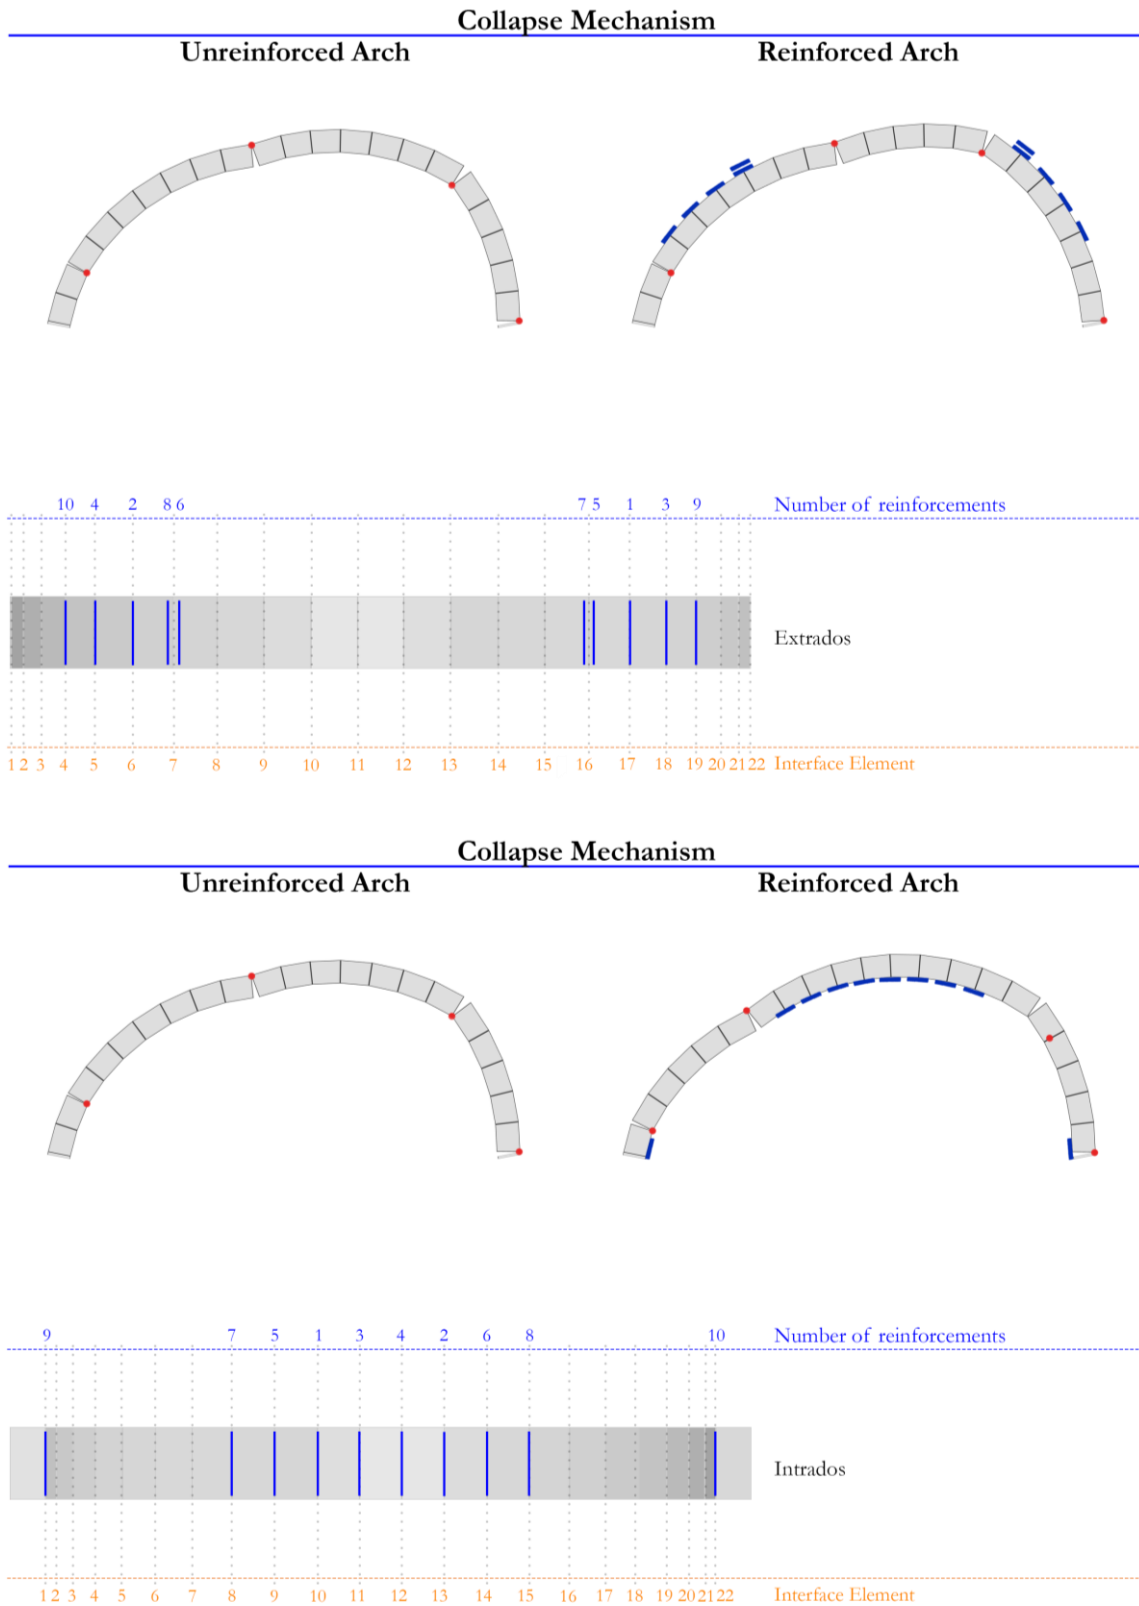 Collapse Mechanism
Unreinforced Arch Reinforced Arch
10 4 2 8 6 7 5 1 3 9 Number of reinforcements
Extrados
1 2 3 4 5 6 7 8 9 10 11 12 13 14 15 16 17 18 19 20 21 22 Interface Element
Collapse Mechanism
Unreinforced Arch Reinforced Arch
9 7 5 1 3 4 2 6 8 10 Number of reinforcements
Intrados
1 2 3 4 5 6 7 8 9 10 11 12 13 14 15 16 17 18 19 20 21 22 Interface Element